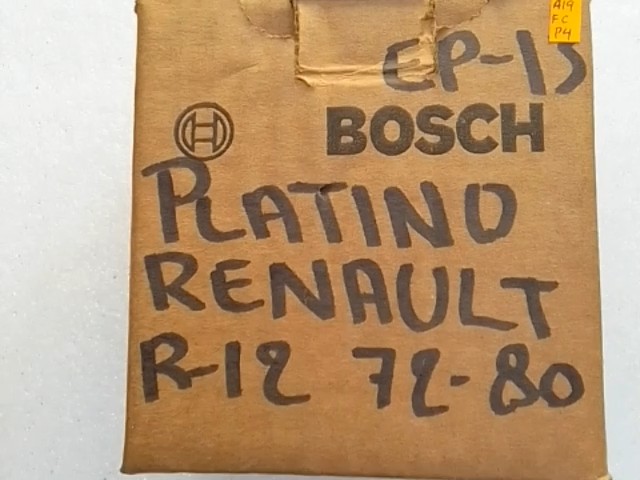 A19
FC
P4
EP-15
BOSCH
PLATINO
RENAULT
R-12 72-80